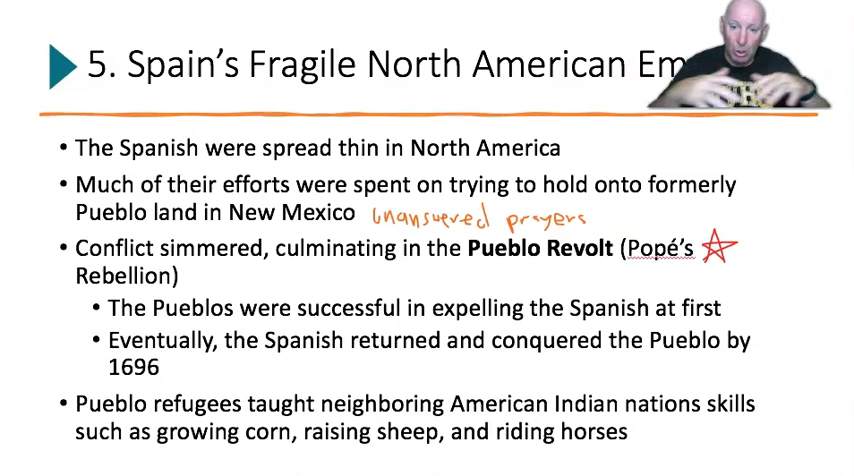 5. Spain's Fragile North American Em
• The Spanish were spread thin in North America
• Much of their efforts were spent on trying to hold onto formerly
Pueblo land in New Mexico unanswered prayers
• Conflict simmered, culminating in the Pueblo Revolt (Popé's
Rebellion)
• The Pueblos were successful in expelling the Spanish at first
• Eventually, the Spanish returned and conquered the Pueblo by
1696
• Pueblo refugees taught neighboring American Indian nations skills
such as growing corn, raising sheep, and riding horses